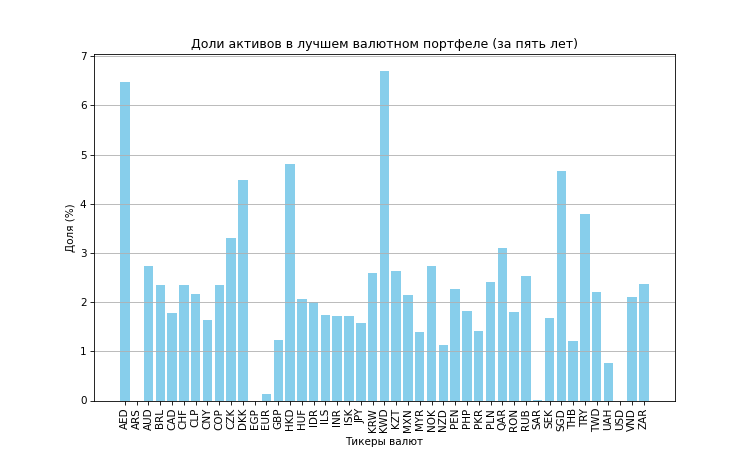 Доли активов в лучшем валютном портфеле (за пять лет)
7
6
5
4
3
2
1
0
Доля (%)
AED ARS AUD BRL CAD CHF CLP CNY COP CZK DKK EGP EUR GBP HKD HUF IDR ILS INR ISK JPY KRW KWD KZT MXN MYR NOK NZD PEN PHP PKR PLN QAR RON RUB SAR SEK SGD THB TRY TWD UAH USD VND ZAR
Тикеры валют